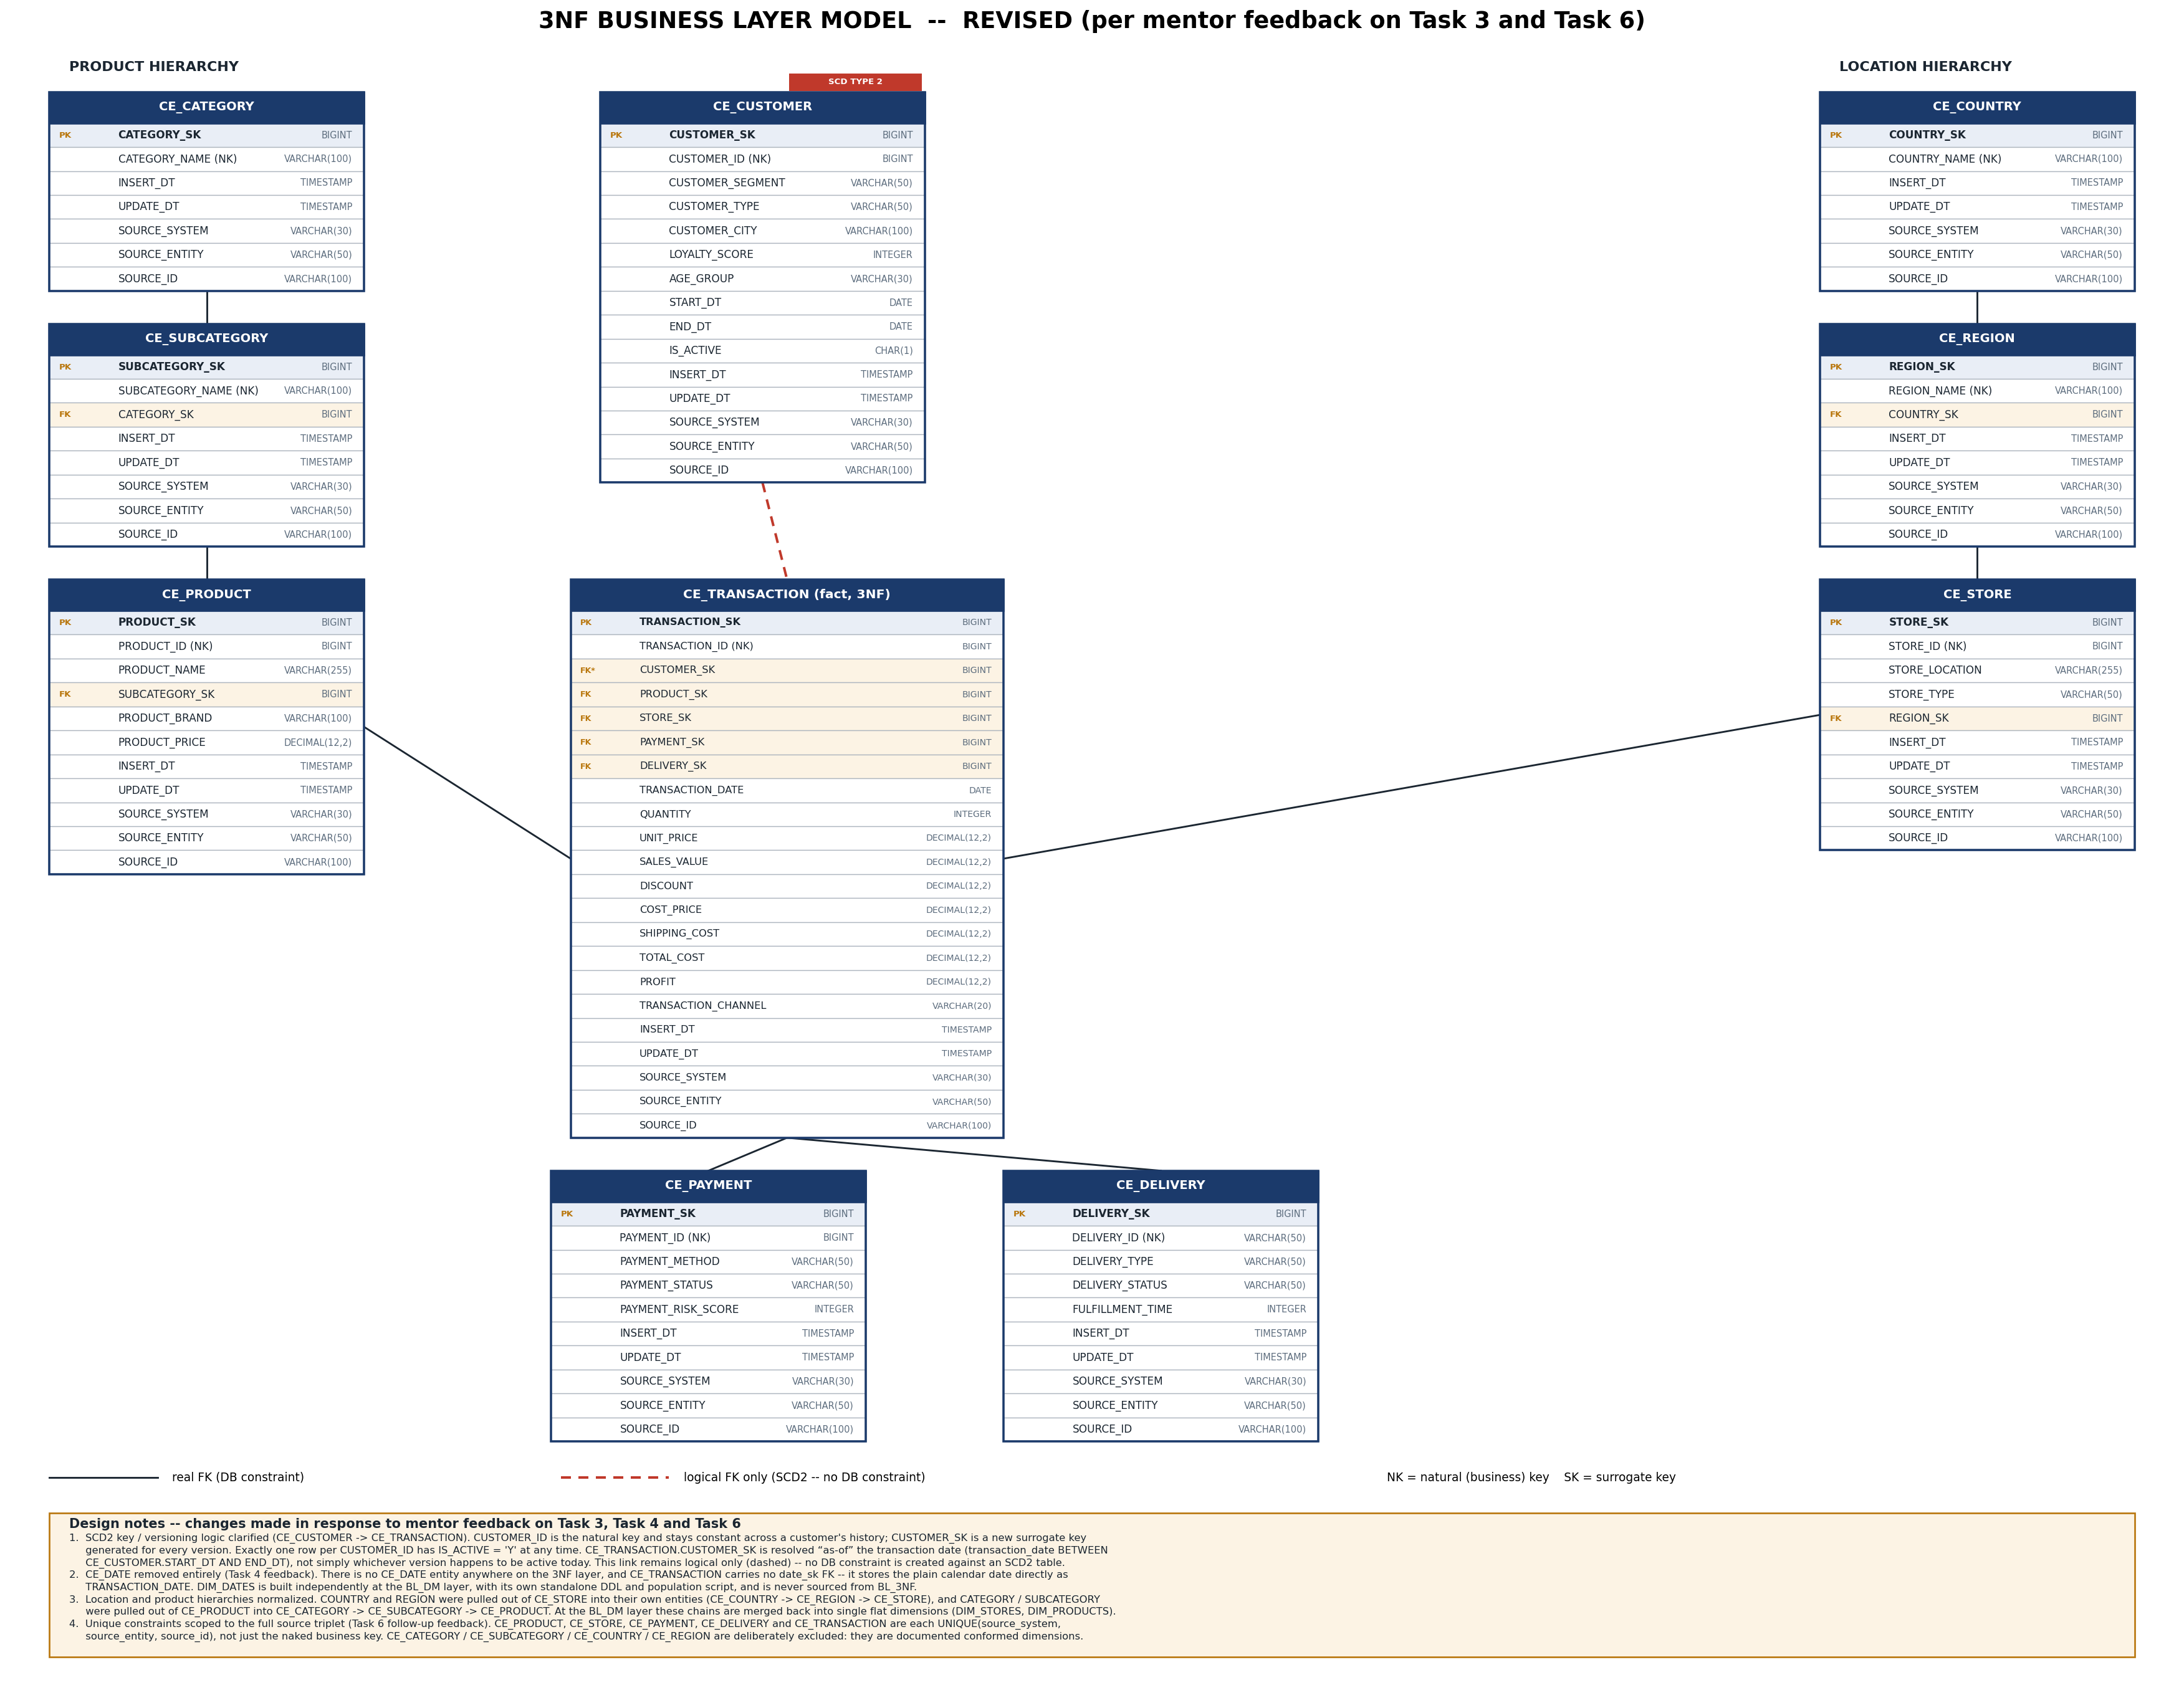 3NF BUSINESS LAYER MODEL -- REVISED (per mentor feedback on Task 3 and Task 6)
PRODUCT HIERARCHY
CE_CATEGORY
PK CATEGORY_SK BIGINT
CATEGORY_NAME (NK) VARCHAR(100)
INSERT_DT TIMESTAMP
UPDATE_DT TIMESTAMP
SOURCE_SYSTEM VARCHAR(30)
SOURCE_ENTITY VARCHAR(50)
SOURCE_ID VARCHAR(100)
CE_SUBCATEGORY
PK SUBCATEGORY_SK BIGINT
SUBCATEGORY_NAME (NK) VARCHAR(100)
FK CATEGORY_SK BIGINT
INSERT_DT TIMESTAMP
UPDATE_DT TIMESTAMP
SOURCE_SYSTEM VARCHAR(30)
SOURCE_ENTITY VARCHAR(50)
SOURCE_ID VARCHAR(100)
CE_PRODUCT
PK PRODUCT_SK BIGINT
PRODUCT_ID (NK) BIGINT
PRODUCT_NAME VARCHAR(255)
FK SUBCATEGORY_SK BIGINT
PRODUCT_BRAND VARCHAR(100)
PRODUCT_PRICE DECIMAL(12,2)
INSERT_DT TIMESTAMP
UPDATE_DT TIMESTAMP
SOURCE_SYSTEM VARCHAR(30)
SOURCE_ENTITY VARCHAR(50)
SOURCE_ID VARCHAR(100)
SCD TYPE 2
CE_CUSTOMER
PK CUSTOMER_SK BIGINT
CUSTOMER_ID (NK) BIGINT
CUSTOMER_SEGMENT VARCHAR(50)
CUSTOMER_TYPE VARCHAR(50)
CUSTOMER_CITY VARCHAR(100)
LOYALTY_SCORE INTEGER
AGE_GROUP VARCHAR(30)
START_DT DATE
END_DT DATE
IS_ACTIVE CHAR(1)
INSERT_DT TIMESTAMP
UPDATE_DT TIMESTAMP
SOURCE_SYSTEM VARCHAR(30)
SOURCE_ENTITY VARCHAR(50)
SOURCE_ID VARCHAR(100)
CE_TRANSACTION (fact, 3NF)
PK TRANSACTION_SK BIGINT
TRANSACTION_ID (NK) BIGINT
FK* CUSTOMER_SK BIGINT
FK PRODUCT_SK BIGINT
FK STORE_SK BIGINT
FK PAYMENT_SK BIGINT
FK DELIVERY_SK BIGINT
TRANSACTION_DATE DATE
QUANTITY INTEGER
UNIT_PRICE DECIMAL(12,2)
SALES_VALUE DECIMAL(12,2)
DISCOUNT DECIMAL(12,2)
COST_PRICE DECIMAL(12,2)
SHIPPING_COST DECIMAL(12,2)
TOTAL_COST DECIMAL(12,2)
PROFIT DECIMAL(12,2)
TRANSACTION_CHANNEL VARCHAR(20)
INSERT_DT TIMESTAMP
UPDATE_DT TIMESTAMP
SOURCE_SYSTEM VARCHAR(30)
SOURCE_ENTITY VARCHAR(50)
SOURCE_ID VARCHAR(100)
LOCATION HIERARCHY
CE_COUNTRY
PK COUNTRY_SK BIGINT
COUNTRY_NAME (NK) VARCHAR(100)
INSERT_DT TIMESTAMP
UPDATE_DT TIMESTAMP
SOURCE_SYSTEM VARCHAR(30)
SOURCE_ENTITY VARCHAR(50)
SOURCE_ID VARCHAR(100)
CE_REGION
PK REGION_SK BIGINT
REGION_NAME (NK) VARCHAR(100)
FK COUNTRY_SK BIGINT
INSERT_DT TIMESTAMP
UPDATE_DT TIMESTAMP
SOURCE_SYSTEM VARCHAR(30)
SOURCE_ENTITY VARCHAR(50)
SOURCE_ID VARCHAR(100)
CE_STORE
PK STORE_SK BIGINT
STORE_ID (NK) BIGINT
STORE_LOCATION VARCHAR(255)
STORE_TYPE VARCHAR(50)
FK REGION_SK BIGINT
INSERT_DT TIMESTAMP
UPDATE_DT TIMESTAMP
SOURCE_SYSTEM VARCHAR(30)
SOURCE_ENTITY VARCHAR(50)
SOURCE_ID VARCHAR(100)
CE_PAYMENT
PK PAYMENT_SK BIGINT
PAYMENT_ID (NK) BIGINT
PAYMENT_METHOD VARCHAR(50)
PAYMENT_STATUS VARCHAR(50)
PAYMENT_RISK_SCORE INTEGER
INSERT_DT TIMESTAMP
UPDATE_DT TIMESTAMP
SOURCE_SYSTEM VARCHAR(30)
SOURCE_ENTITY VARCHAR(50)
SOURCE_ID VARCHAR(100)
CE_DELIVERY
PK DELIVERY_SK BIGINT
DELIVERY_ID (NK) VARCHAR(50)
DELIVERY_TYPE VARCHAR(50)
DELIVERY_STATUS VARCHAR(50)
FULFILLMENT_TIME INTEGER
INSERT_DT TIMESTAMP
UPDATE_DT TIMESTAMP
SOURCE_SYSTEM VARCHAR(30)
SOURCE_ENTITY VARCHAR(50)
SOURCE_ID VARCHAR(100)
real FK (DB constraint)
logical FK only (SCD2 -- no DB constraint)
NK = natural (business) key SK = surrogate key
Design notes -- changes made in response to mentor feedback on Task 3, Task 4 and Task 6
1. SCD2 key / versioning logic clarified (CE_CUSTOMER -> CE_TRANSACTION). CUSTOMER_ID is the natural key and stays constant across a customer's history; CUSTOMER_SK is a new surrogate key
generated for every version. Exactly one row per CUSTOMER_ID has IS_ACTIVE = 'Y' at any time. CE_TRANSACTION.CUSTOMER_SK is resolved “as-of” the transaction date (transaction_date BETWEEN
CE_CUSTOMER.START_DT AND END_DT), not simply whichever version happens to be active today. This link remains logical only (dashed) -- no DB constraint is created against an SCD2 table.
2. CE_DATE removed entirely (Task 4 feedback). There is no CE_DATE entity anywhere on the 3NF layer, and CE_TRANSACTION carries no date_sk FK -- it stores the plain calendar date directly as
TRANSACTION_DATE. DIM_DATES is built independently at the BL_DM layer, with its own standalone DDL and population script, and is never sourced from BL_3NF.
3. Location and product hierarchies normalized. COUNTRY and REGION were pulled out of CE_STORE into their own entities (CE_COUNTRY -> CE_REGION -> CE_STORE), and CATEGORY / SUBCATEGORY
were pulled out of CE_PRODUCT into CE_CATEGORY -> CE_SUBCATEGORY -> CE_PRODUCT. At the BL_DM layer these chains are merged back into single flat dimensions (DIM_STORES, DIM_PRODUCTS).
4. Unique constraints scoped to the full source triplet (Task 6 follow-up feedback). CE_PRODUCT, CE_STORE, CE_PAYMENT, CE_DELIVERY and CE_TRANSACTION are each UNIQUE(source_system,
source_entity, source_id), not just the naked business key. CE_CATEGORY / CE_SUBCATEGORY / CE_COUNTRY / CE_REGION are deliberately excluded: they are documented conformed dimensions.